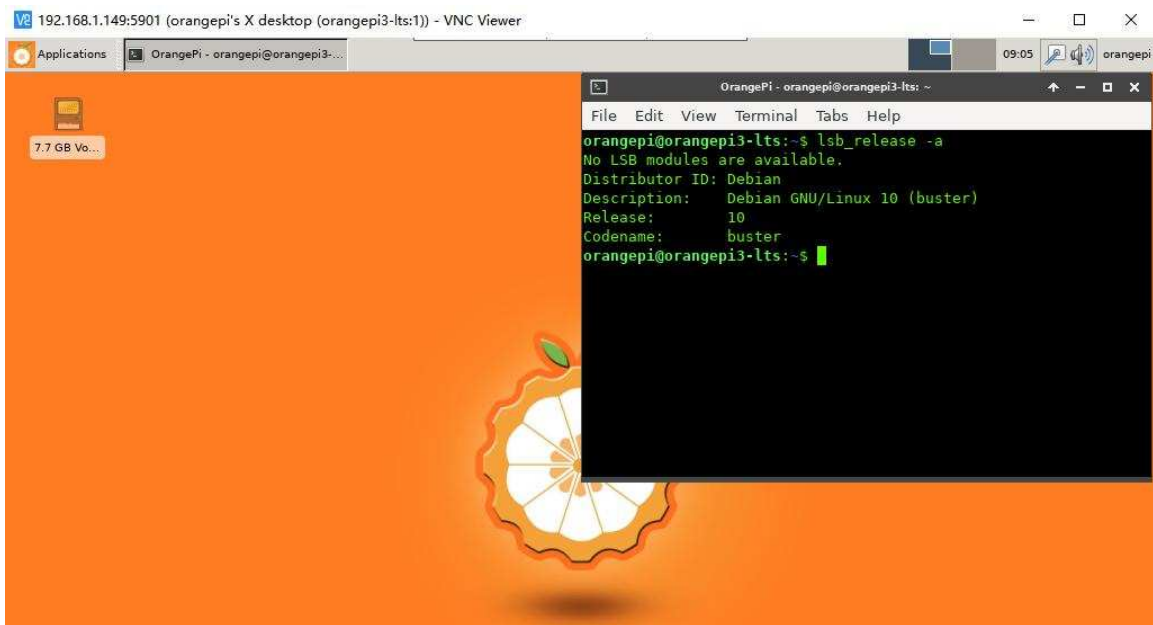 192.168.1.149:5901 (orangepi's X desktop (orangepi3-lts:1)) - VNC Viewer
Applications OrangePi - orangepi@orangepi3-... 09:05 orangepi
7.7 GB Vo...
OrangePi - orangepi@orangepi3-lts: ~
File Edit View Terminal Tabs Help
orangepi@orangepi3-lts:~$ lsb_release -a
No LSB modules are available.
Distributor ID: Debian
Description: Debian GNU/Linux 10 (buster)
Release: 10
Codename: buster
orangepi@orangepi3-lts:~$